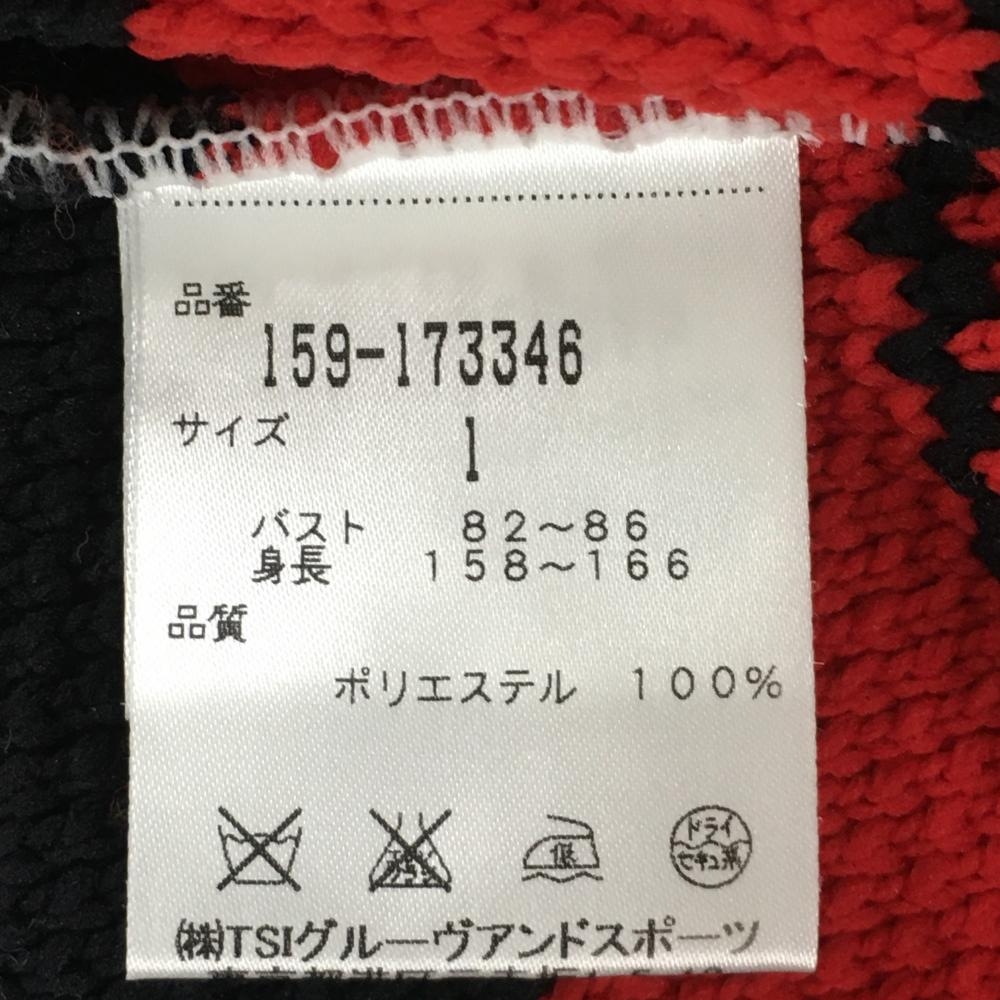 品番
159-173346
サイズ
1
バスト 82～86
身長 158～166
品質
ポリエステル 100%
低
ドライ
セキュ系
(株)TSIグルーヴアンドスポーツ